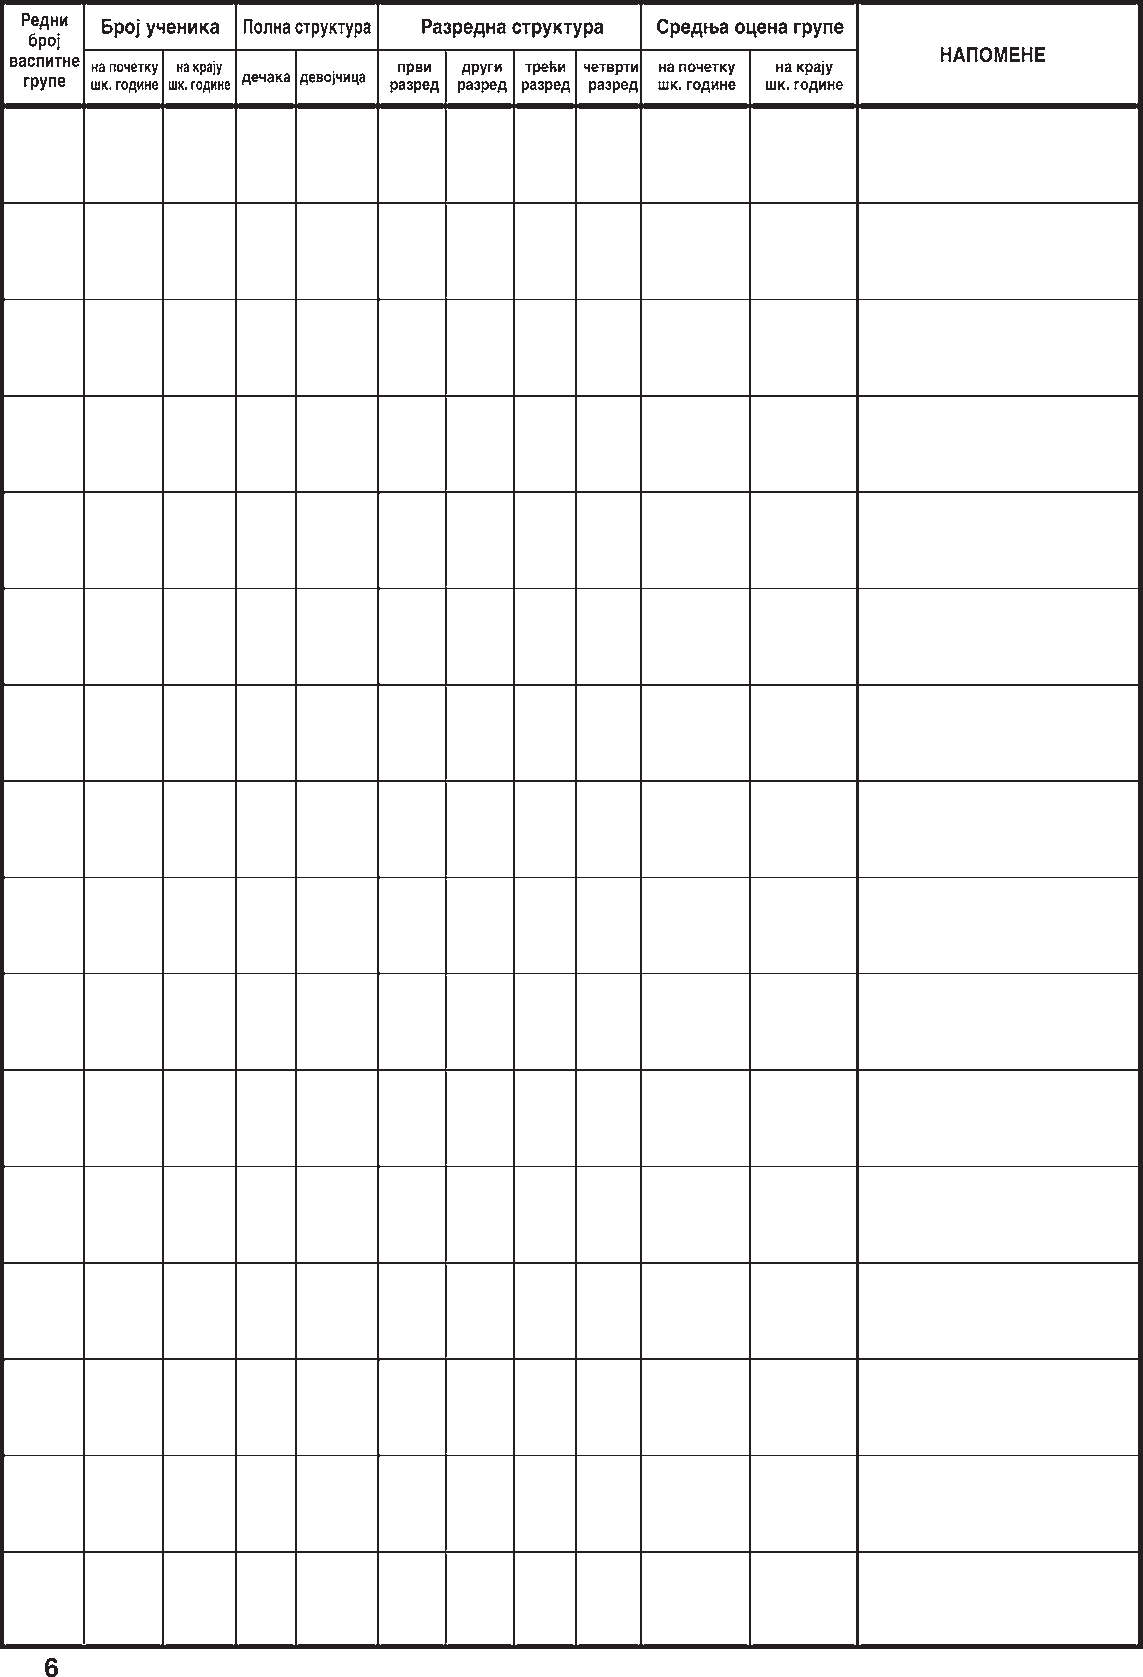 Редни
број
васпитне
групе
Број ученика
Полна структура
Разредна структура
Средња оцена групе
НАПОМЕНЕ
на почетку
шк. године
на крају
шк. године
дечака
девојчица
први
разред
други
разред
трећи
разред
четврти
разред
на почетку
шк. године
на крају
шк. године
6